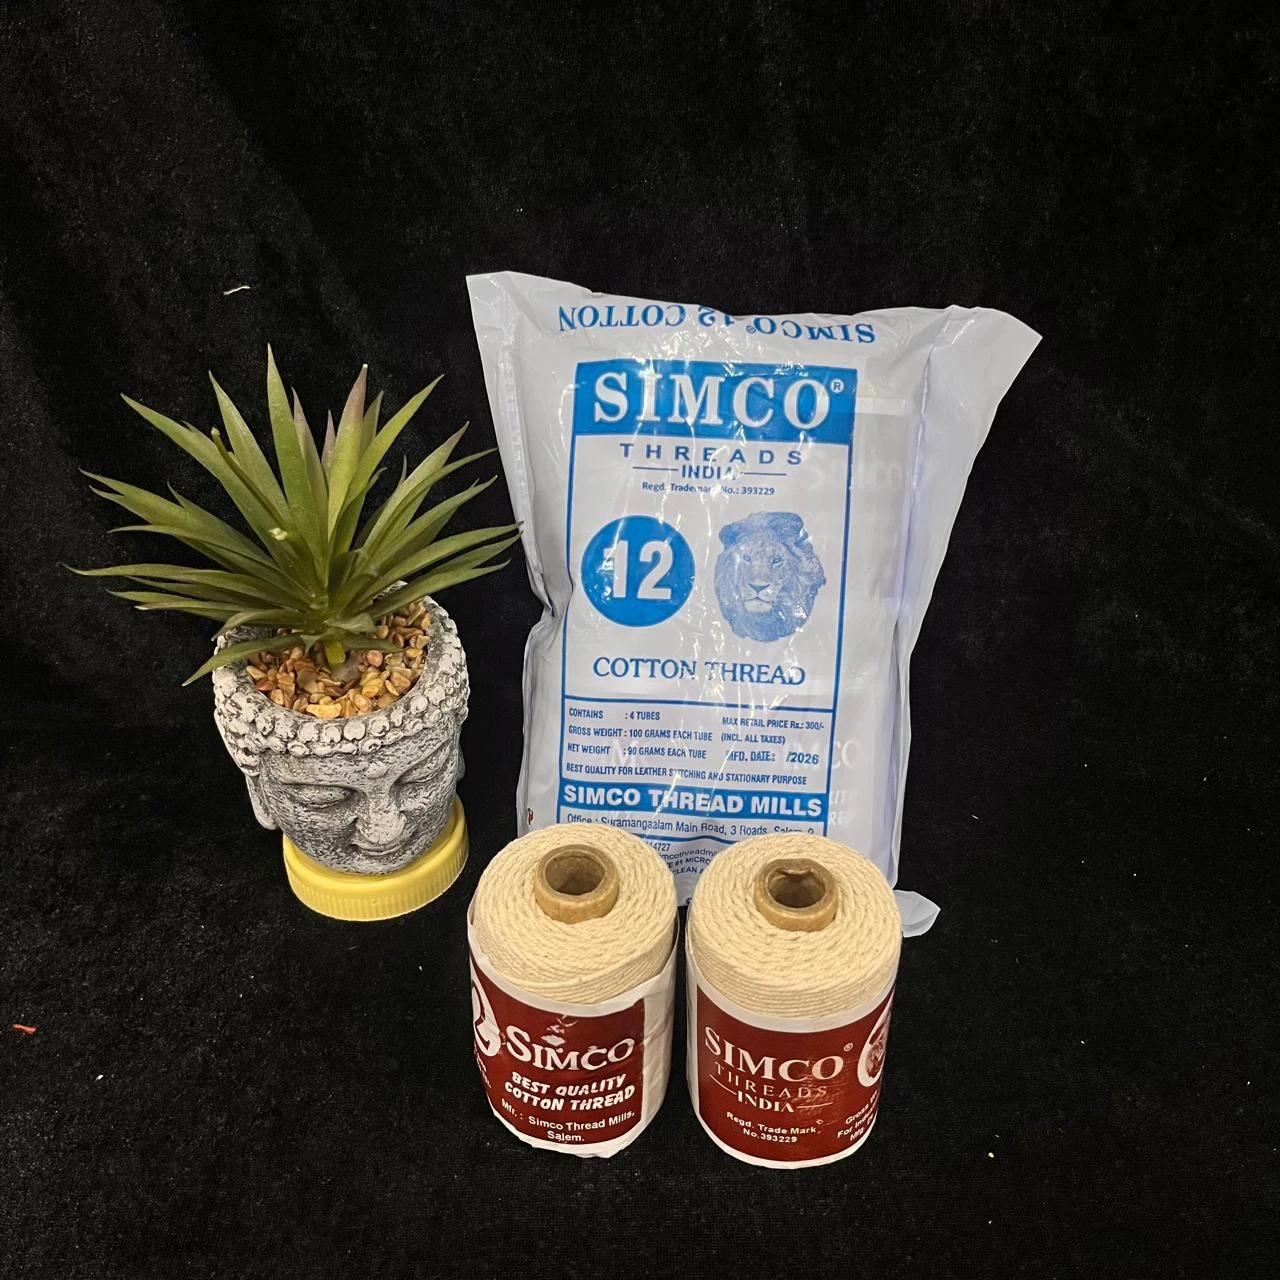 SIMCO® 12 COTTON
SIMCO®
THREADS
INDIA
Regd. Trademark No.: 393229
12
COTTON THREAD
CONTAINS : 4 TUBES
GROSS WEIGHT : 100 GRAMS EACH TUBE
NET WEIGHT : 90 GRAMS EACH TUBE
MAX RETAIL PRICE Rs.: 300/-
(INCL. ALL TAXES)
MFD. DATE: /2026
BEST QUALITY FOR LEATHER STITCHING AND STATIONARY PURPOSE
SIMCO THREAD MILLS
Office : Suramangaalam Main Road, 3 Roads, Salem
SIMCO
BEST QUALITY
COTTON THREAD
Mfr. : Simco Thread Mills,
Salem.
SIMCO®
THREADS
INDIA
Regd. Trade Mark
No.393229
Gross
For
Mfg